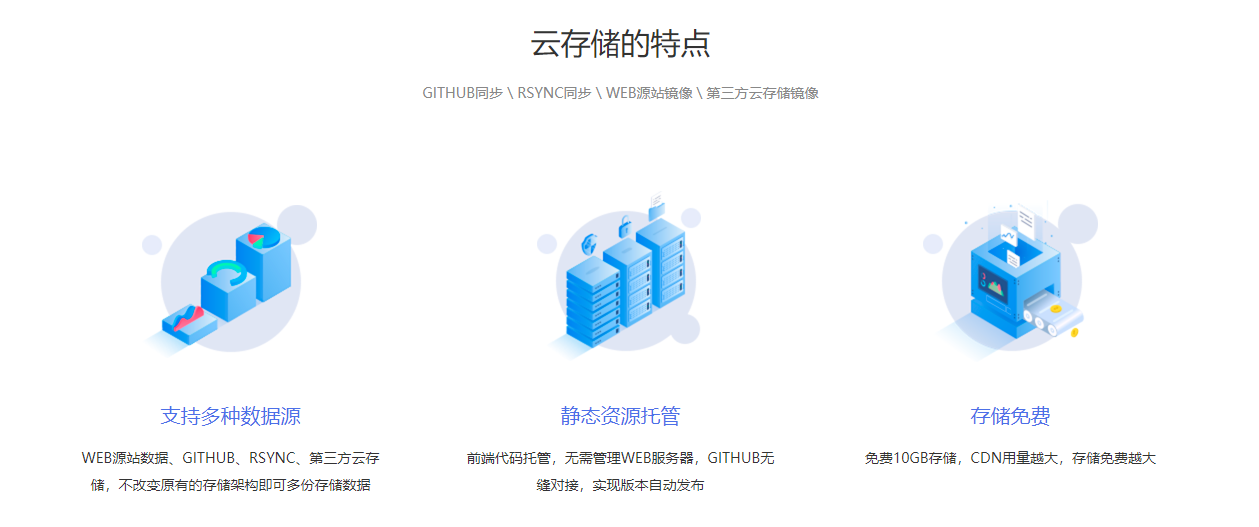 云存储的特点
GITHUB同步 \ RSYNC同步 \ WEB源站镜像 \ 第三方云存储镜像
支持多种数据源
WEB源站数据、GITHUB、RSYNC、第三方云存
储，不改变原有的存储架构即可多份存储数据
静态资源托管
前端代码托管，无需管理WEB服务器，GITHUB无
缝对接，实现版本自动发布
存储免费
免费10GB存储，CDN用量越大，存储免费越大